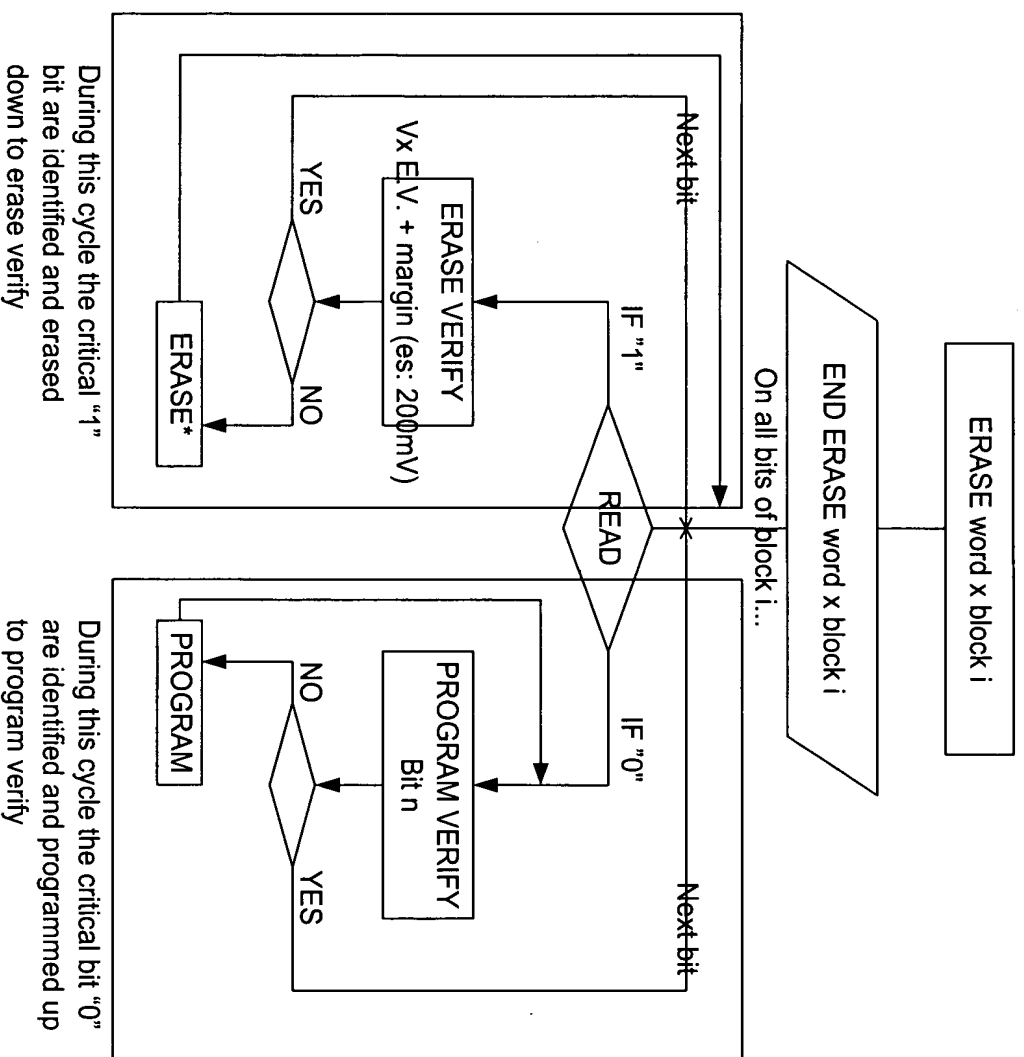 ERASE word x block i
END ERASE word x block i
On all bits of block i...
Next bit
Next bit
READ
IF "1"
IF "0"
ERASE VERIFY
Vx E.V. + margin (es: 200mV)
PROGRAM VERIFY
Bit n
YES
NO
NO
YES
ERASE*
PROGRAM
During this cycle the critical “1”
bit are identified and erased
down to erase verify
During this cycle the critical bit “0”
are identified and programmed up
to program verify